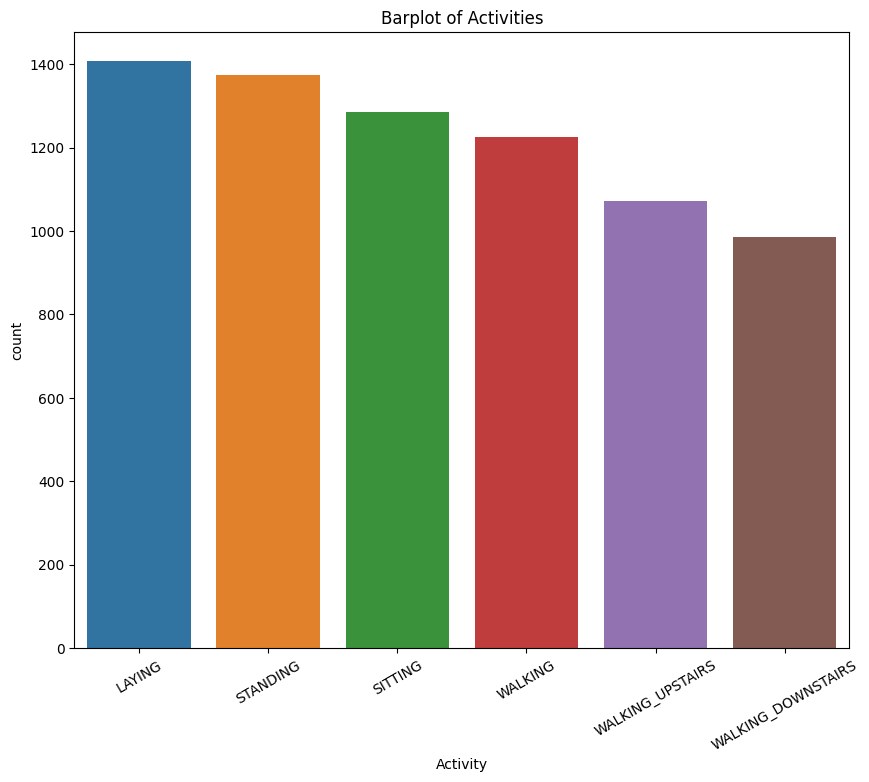 Barplot of Activities
1400
1200
1000
800
600
400
200
0
count
LAYING
STANDING
SITTING
WALKING
WALKING_UPSTAIRS
WALKING_DOWNSTAIRS
Activity